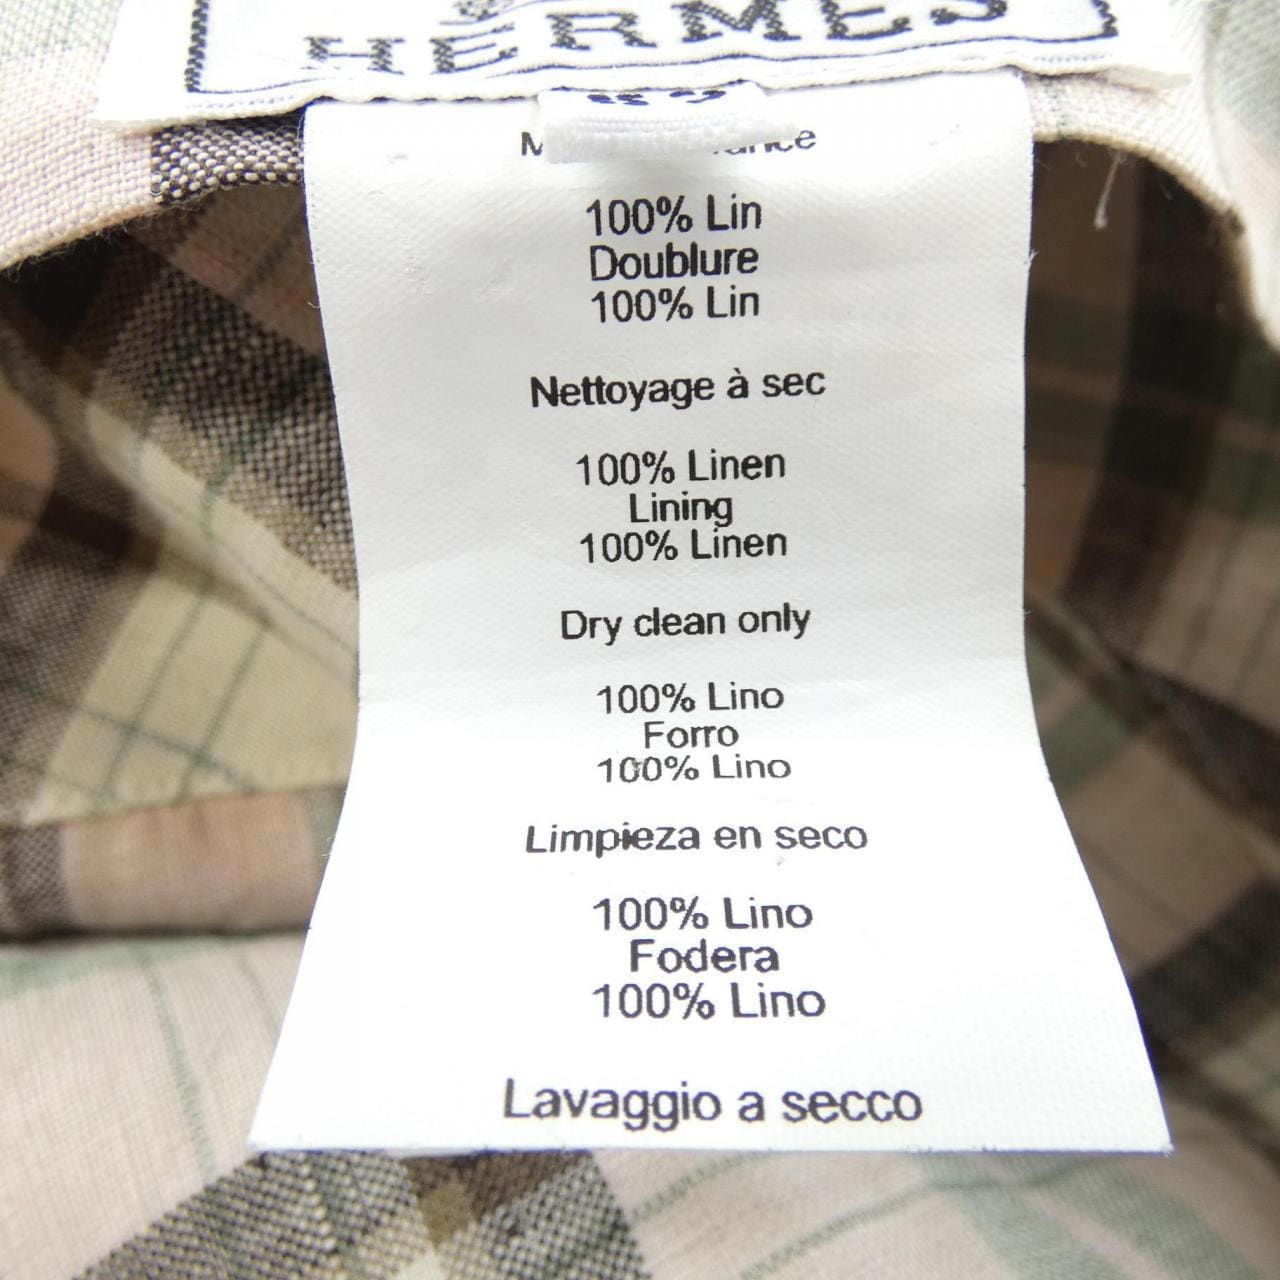 HERMES
100% Lin
Doublure
100% Lin
Nettoyage à sec
100% Linen
Lining
100% Linen
Dry clean only
100% Lino
Forro
100% Lino
Limpieza en seco
100% Lino
Fodera
100% Lino
Lavaggio a secco